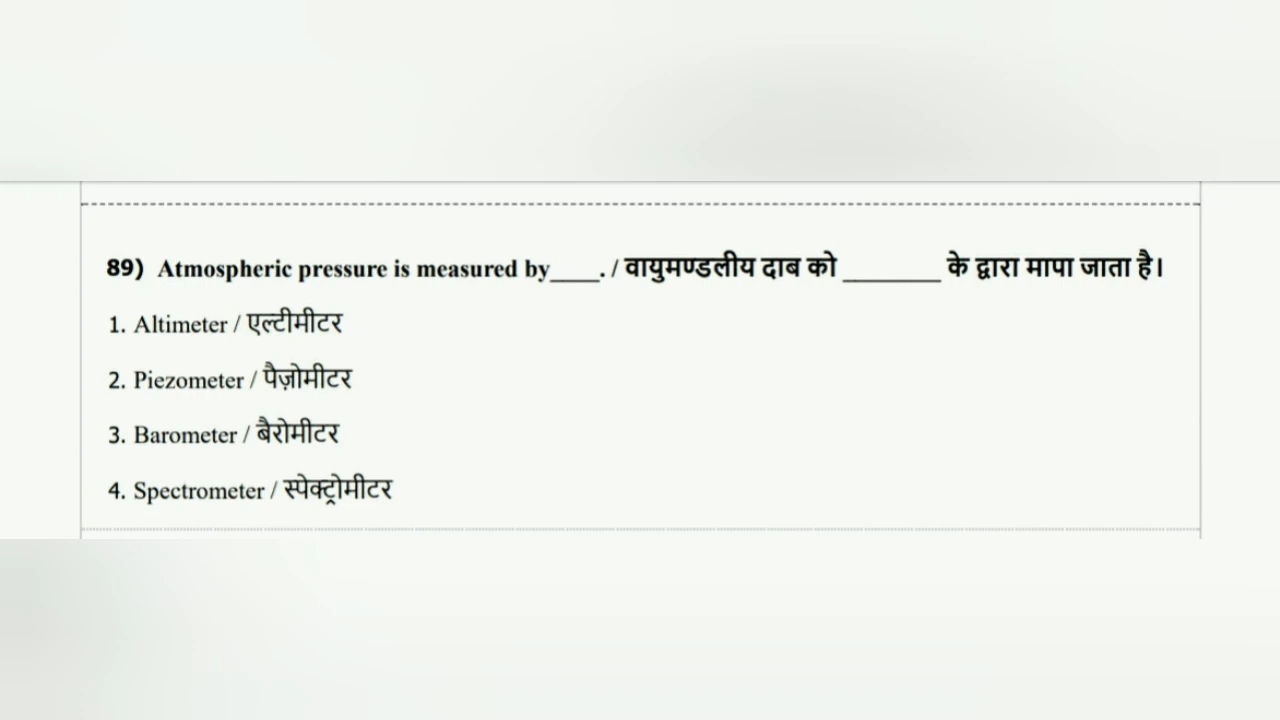 89) Atmospheric pressure is measured by____. / वायुमण्डलीय दाब को ________ के द्वारा मापा जाता है।
1. Altimeter / एल्टीमीटर
2. Piezometer / पैज़ोमीटर
3. Barometer / बैरोमीटर
4. Spectrometer / स्पेक्ट्रोमीटर